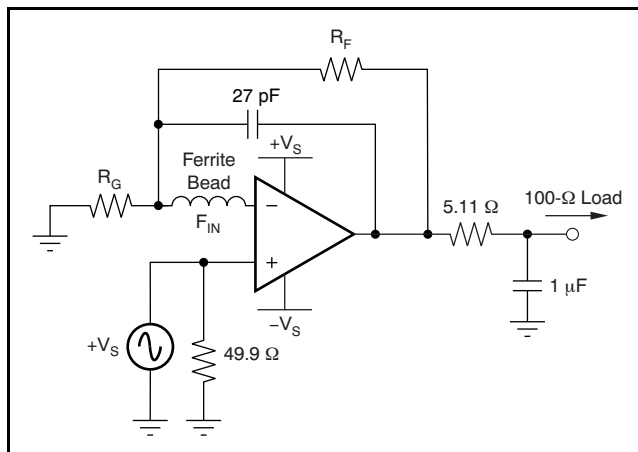 R_F
27 pF
+V_S
Ferrite
Bead
R_G
F_IN
−
+
−V_S
5.11 Ω
100-Ω Load
1 μF
+V_S
49.9 Ω